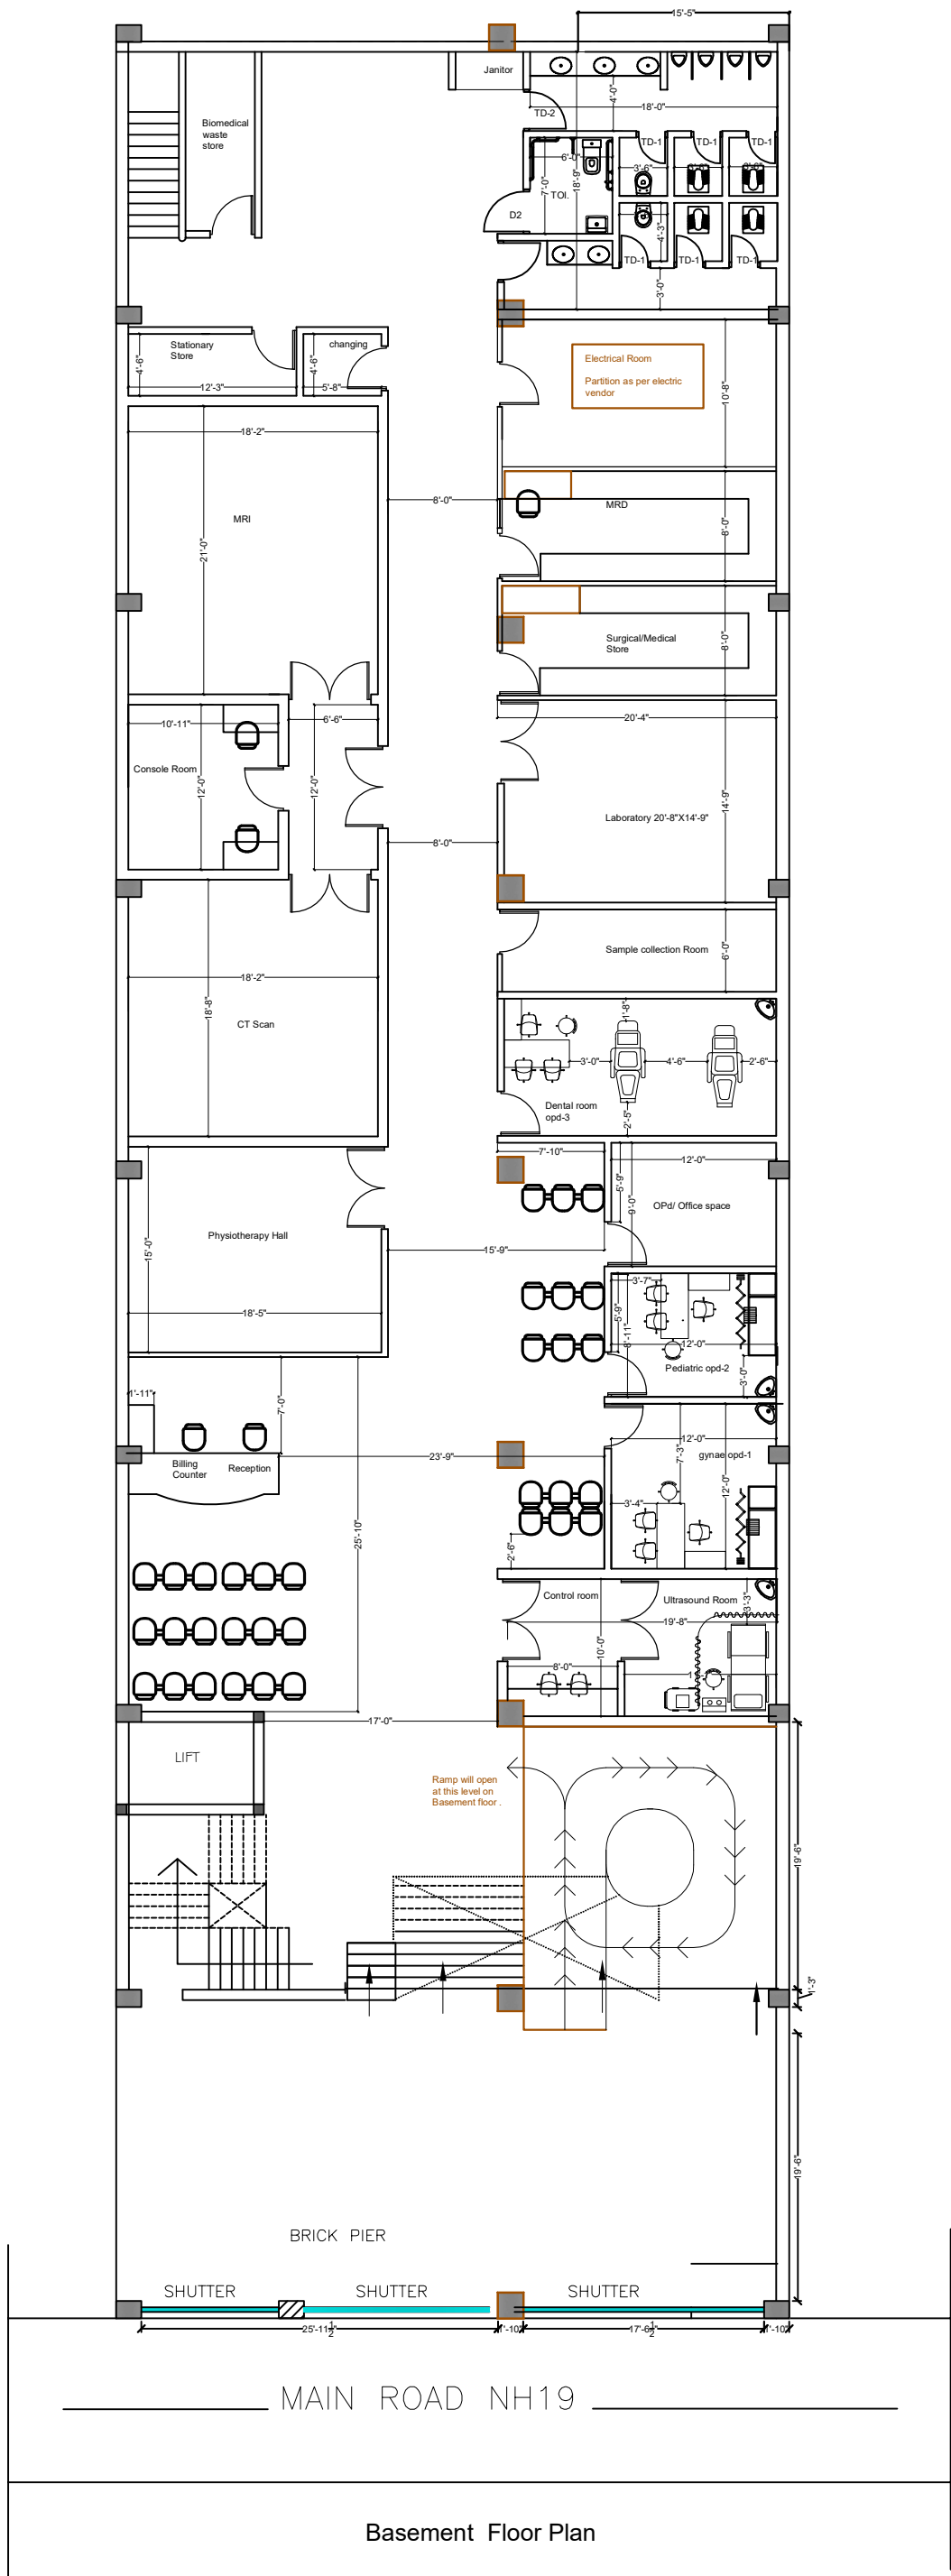 15'-5"
Janitor
Biomedical
waste
store
4'-0"
18'-0"
TD-2
TD-1
TD-1
TD-1
6'-0"
3'-6"
7'-0"
18'-9"
TOI.
D2
4'-3"
TD-1
TD-1
TD-1
3'-0"
Stationary
Store
changing
4'-6"
4'-6"
12'-3"
5'-8"
Electrical Room
Partition as per electric
vendor
10'-8"
18'-2"
8'-0"
MRD
MRI
21'-0"
8'-0"
Surgical/Medical
Store
8'-0"
20'-4"
10'-11"
6'-6"
Console Room
12'-0"
12'-0"
14'-9"
Laboratory 20'-8"X14'-9"
8'-0"
Sample collection Room
6'-0"
18'-2"
18'-8"
CT Scan
1'-8"
3'-0"
4'-6"
2'-6"
Dental room
opd-3
2'-5"
7'-10"
12'-0"
5'-9"
9'-0"
OPd/ Office space
Physiotherapy Hall
15'-0"
15'-9"
18'-5"
3'-7"
5'-9"
8'-11"
12'-0"
Pediatric opd-2
3'-0"
1'-11"
7'-0"
12'-0"
gynae opd-1
7'-3"
12'-0"
23'-9"
Billing
Counter
Reception
3'-4"
25'-10"
2'-6"
Control room
Ultrasound Room
3'-3"
19'-8"
10'-0"
8'-0"
17'-0"
LIFT
Ramp will open
at this level on
Basement floor .
19'-6"
1'-3"
19'-6"
BRICK PIER
SHUTTER
SHUTTER
SHUTTER
25'-11½"
1'-10"
17'-6½"
1'-10"
MAIN ROAD NH19
Basement Floor Plan